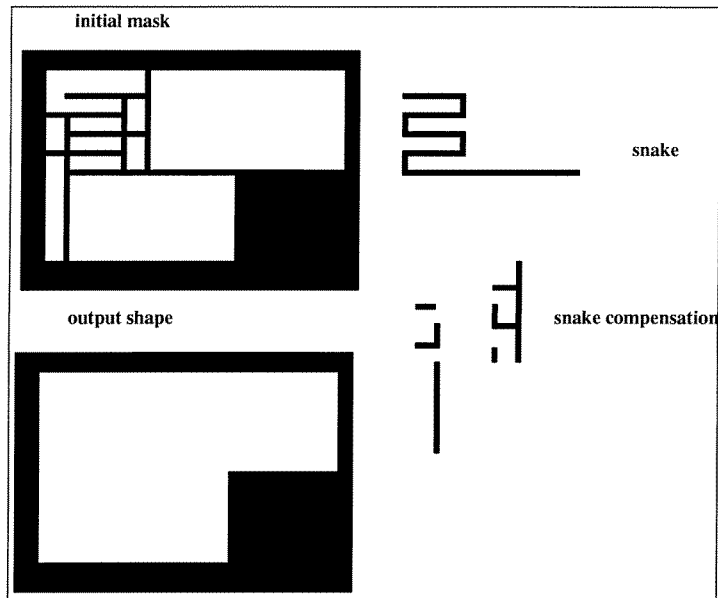 initial mask
snake
output shape
snake compensation